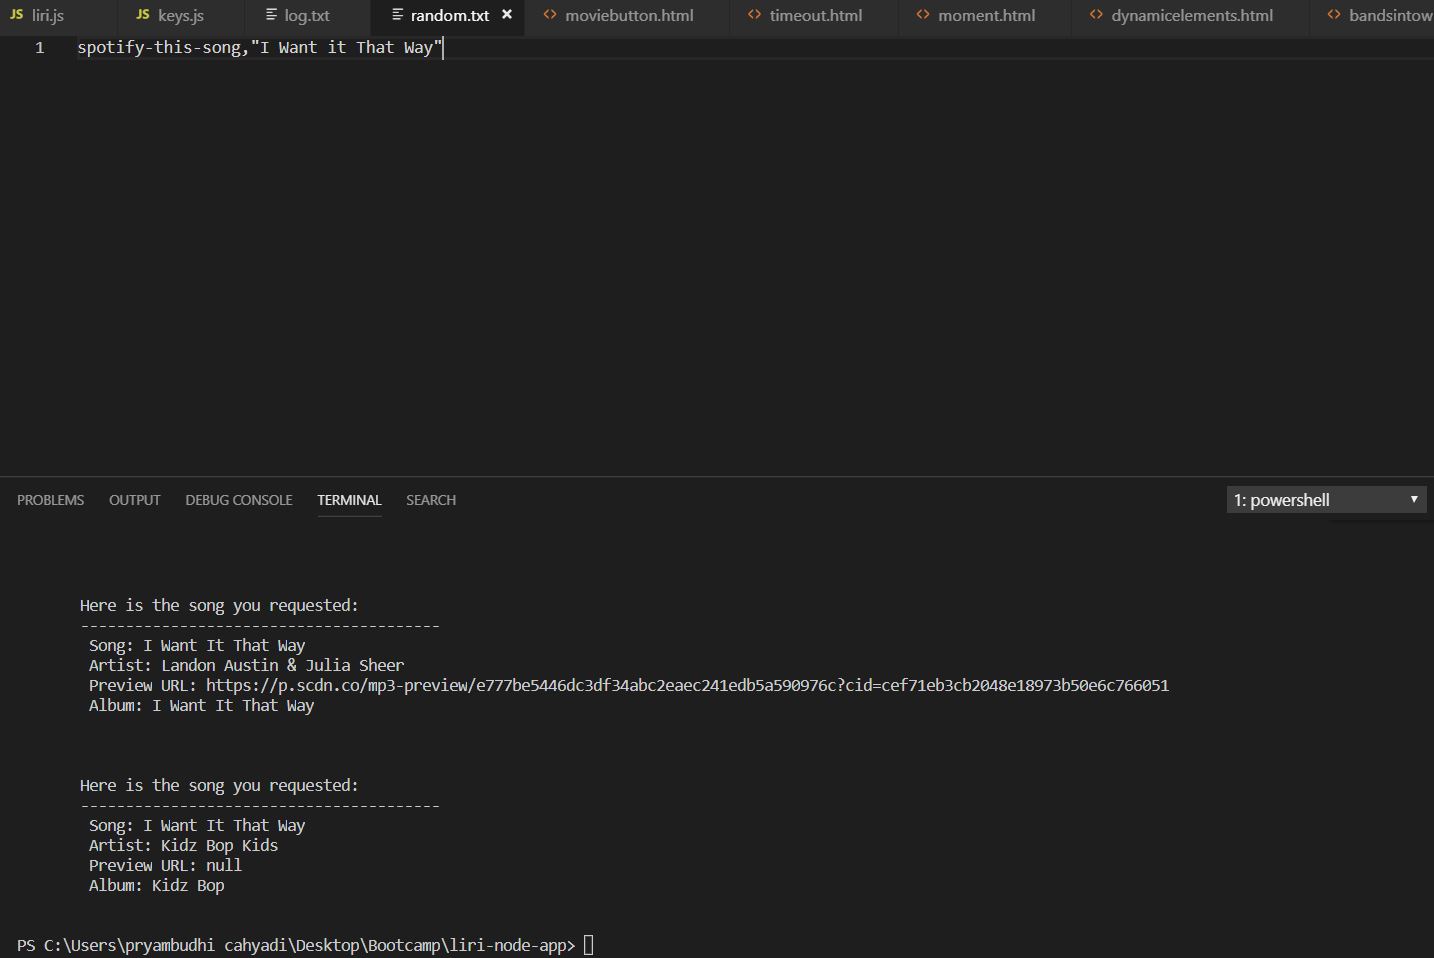 JS liri.js JS keys.js log.txt random.txt × <> moviebutton.html <> timeout.html <> moment.html <> dynamicelements.html <> bandsintow
1 spotify-this-song,"I Want it That Way"
PROBLEMS OUTPUT DEBUG CONSOLE TERMINAL SEARCH 1: powershell
Here is the song you requested:
----------------------------------------
Song: I Want It That Way
Artist: Landon Austin & Julia Sheer
Preview URL: https://p.scdn.co/mp3-preview/e777be5446dc3df34abc2eaec241edb5a590976c?cid=cef71eb3cb2048e18973b50e6c766051
Album: I Want It That Way
Here is the song you requested:
----------------------------------------
Song: I Want It That Way
Artist: Kidz Bop Kids
Preview URL: null
Album: Kidz Bop
PS C:\Users\pryambudhi cahyadi\Desktop\Bootcamp\liri-node-app>